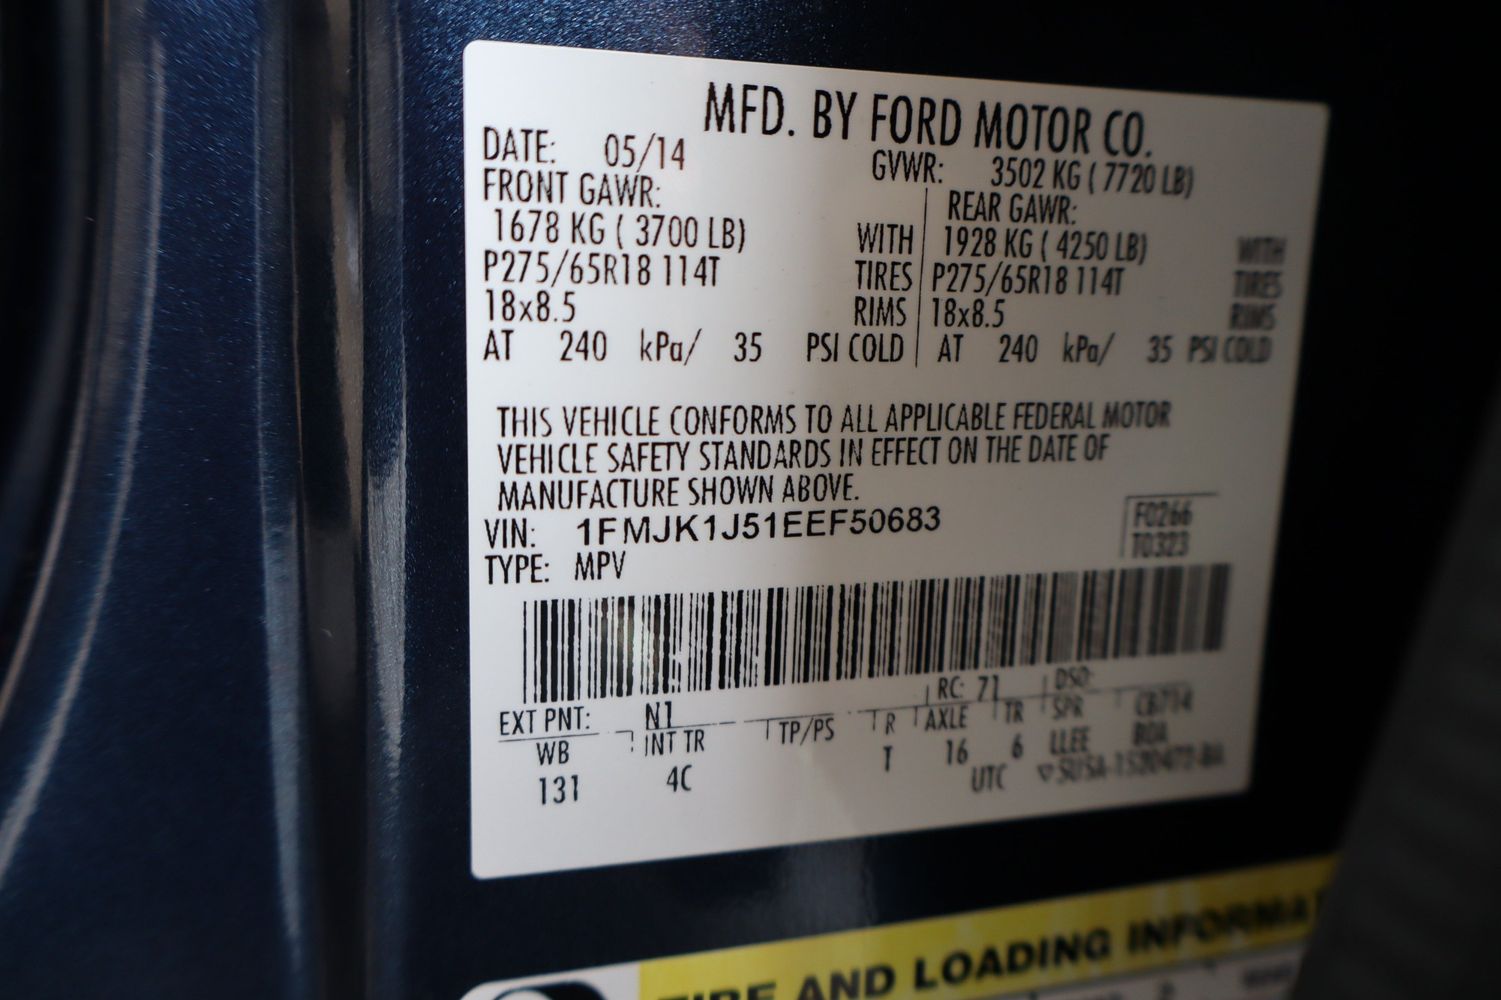 MFD. BY FORD MOTOR CO.
DATE: 05/14 GVWR: 3502 KG ( 7720 LB)
FRONT GAWR: REAR GAWR:
1678 KG ( 3700 LB) WITH 1928 KG ( 4250 LB) WITH
P275/65R18 114T TIRES P275/65R18 114T TIRES
18x8.5 RIMS 18x8.5 RIMS
AT 240 kPa/ 35 PSI COLD AT 240 kPa/ 35 PSI COLD
THIS VEHICLE CONFORMS TO ALL APPLICABLE FEDERAL MOTOR
VEHICLE SAFETY STANDARDS IN EFFECT ON THE DATE OF
MANUFACTURE SHOWN ABOVE.
VIN: 1FMJK1J51EEF50683 F0266
TYPE: MPV T0323
EXT PNT: N1 RC: 71 DSO:
WB INT TR TP/PS R AXLE TR SPR
131 4C T 16 6 LLEE
UTC
TIRE AND LOADING INFORMAT